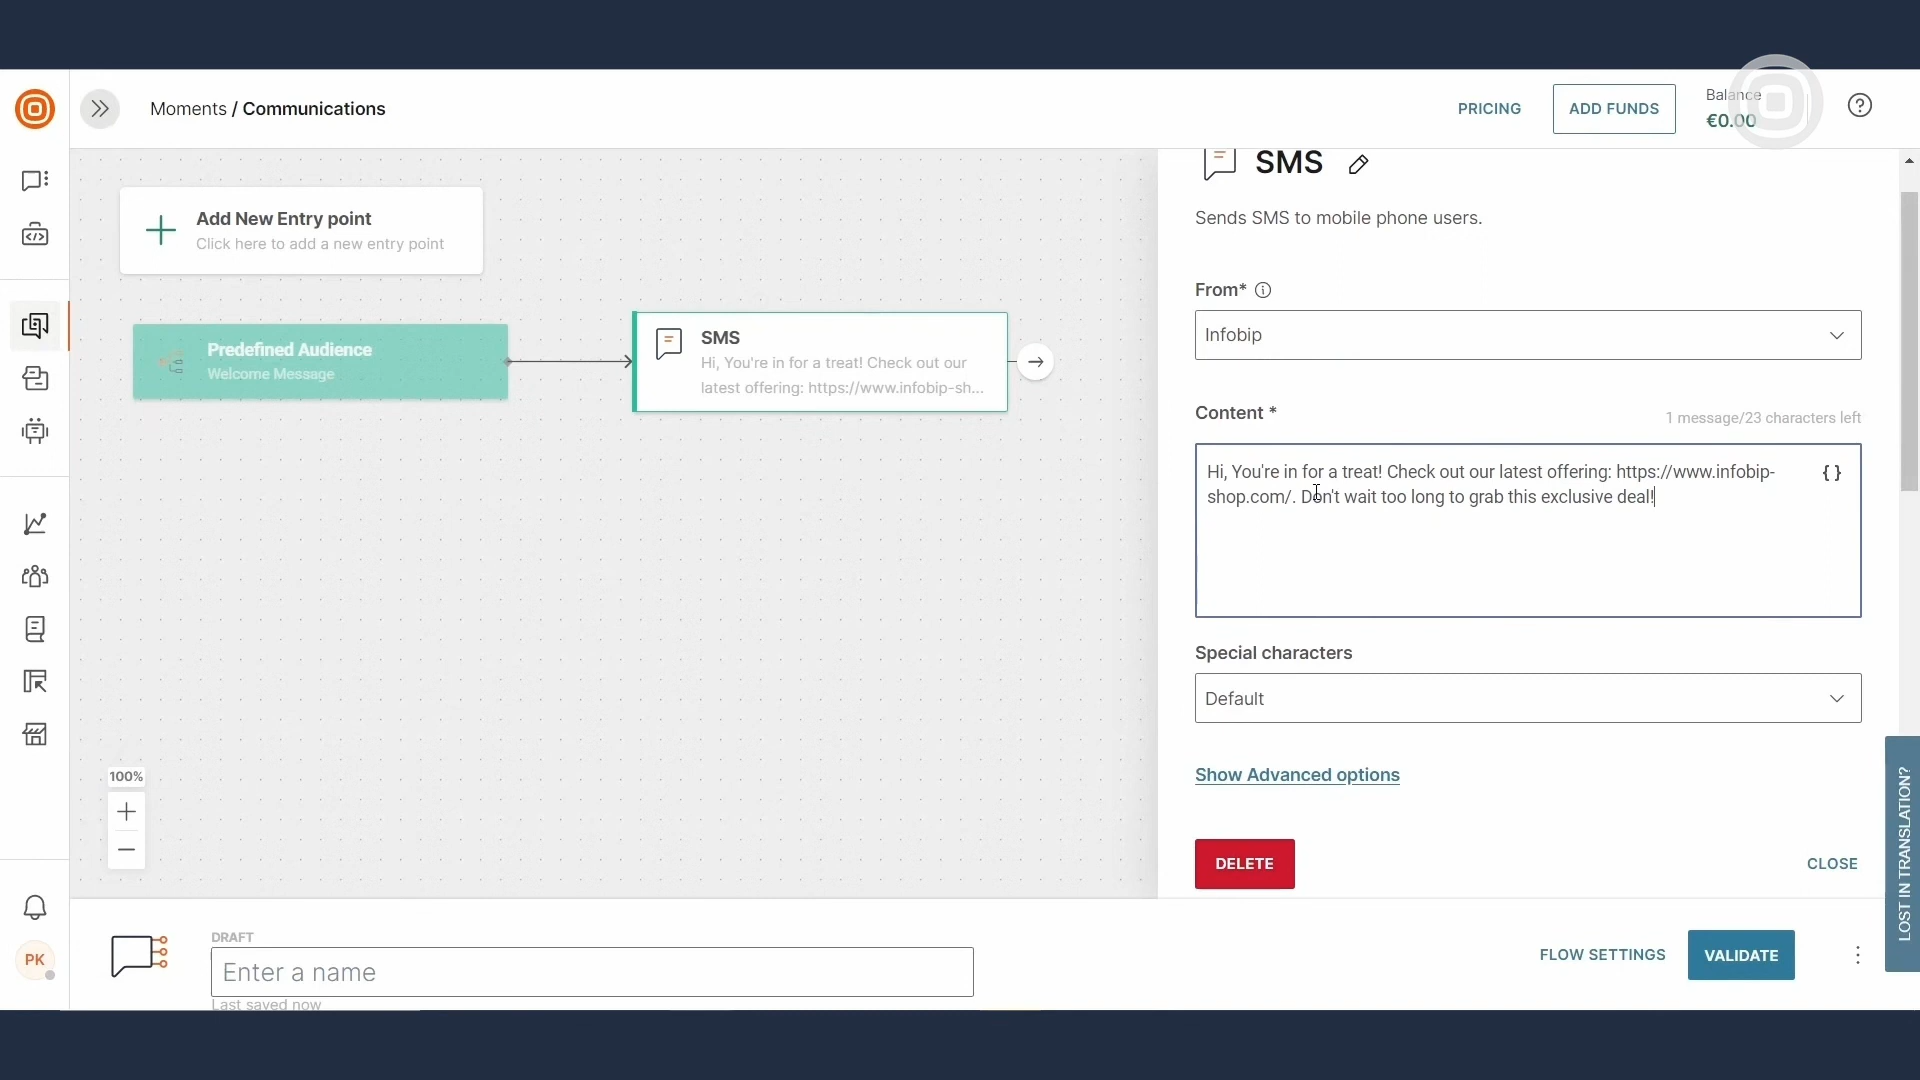 Moments / Communications
PRICING
ADD FUNDS
Balance
€0.00
Add New Entry point
Click here to add a new entry point
Predefined Audience
Welcome Message
SMS
Hi, You're in for a treat! Check out our
latest offering: https://www.infobip-sh...
SMS
Sends SMS to mobile phone users.
From*
Infobip
Content *
1 message/23 characters left
Hi, You're in for a treat! Check out our latest offering: https://www.infobip-
shop.com/. Don't wait too long to grab this exclusive deal!
{ }
Special characters
Default
Show Advanced options
DELETE
CLOSE
LOST IN TRANSLATION?
100%
PK
DRAFT
Enter a name
Last saved now
FLOW SETTINGS
VALIDATE